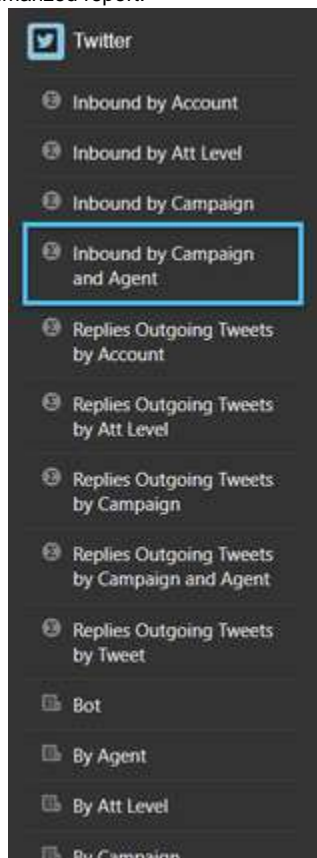 Twitter
Inbound by Account
Inbound by Att Level
Inbound by Campaign
Inbound by Campaign
and Agent
Replies Outgoing Tweets
by Account
Replies Outgoing Tweets
by Att Level
Replies Outgoing Tweets
by Campaign
Replies Outgoing Tweets
by Campaign and Agent
Replies Outgoing Tweets
by Tweet
Bot
By Agent
By Att Level
By Campaign